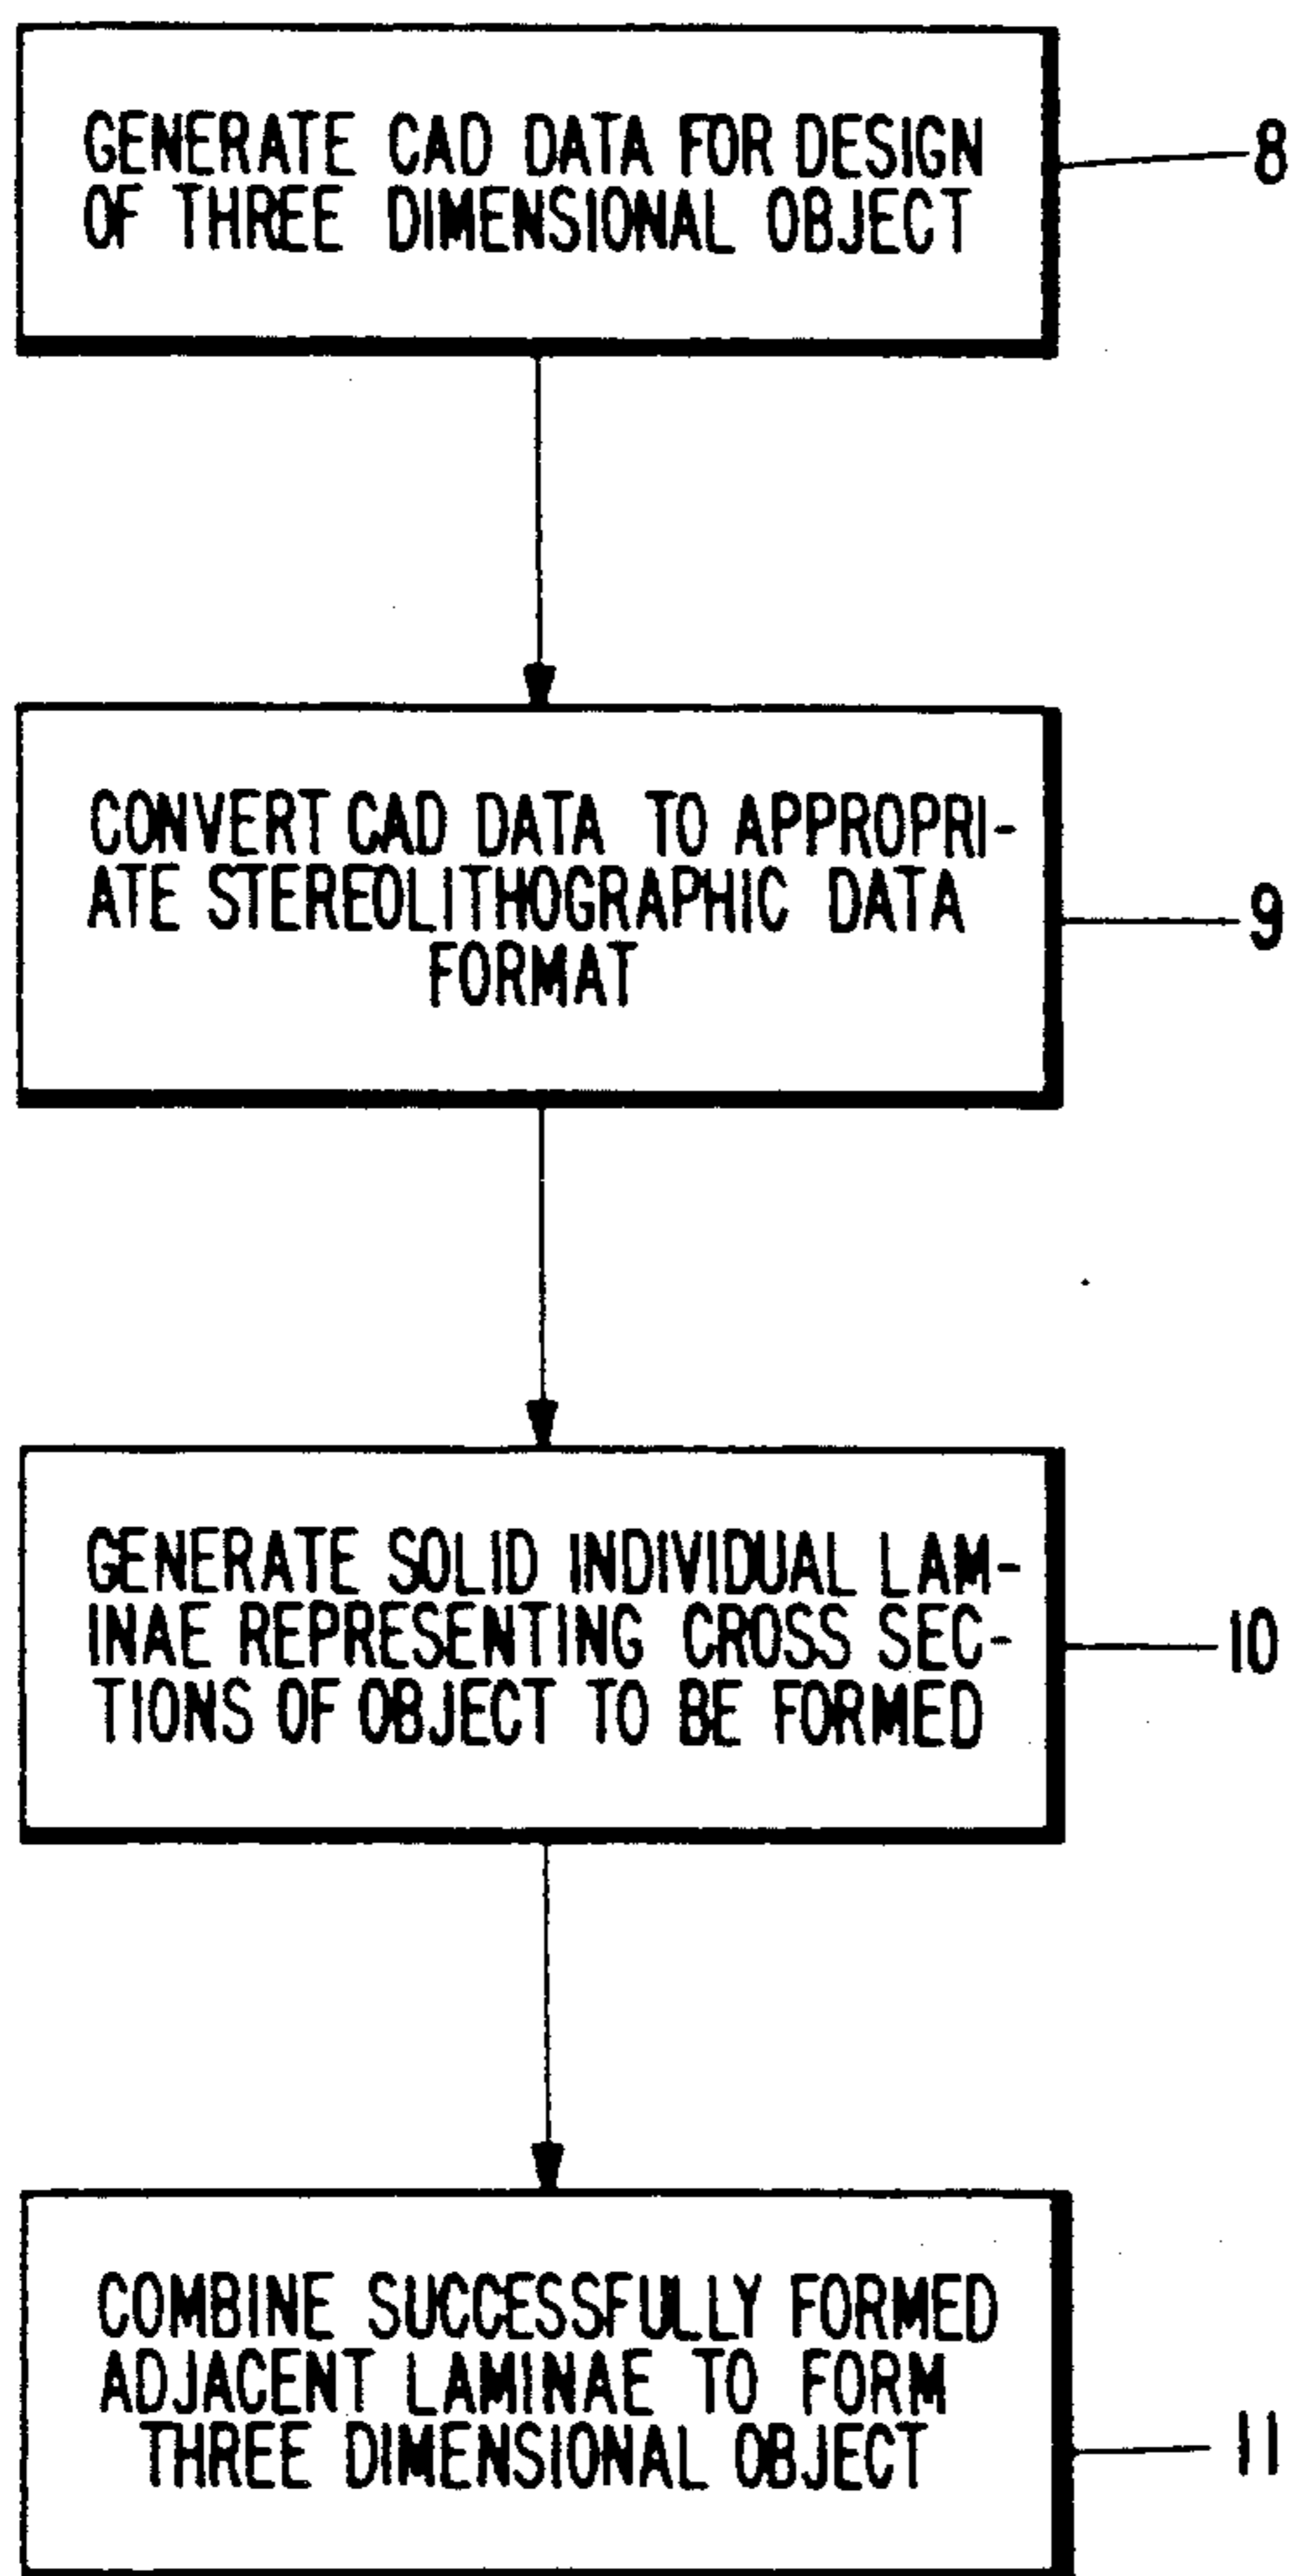 GENERATE CAD DATA FOR DESIGN
OF THREE DIMENSIONAL OBJECT
8
CONVERT CAD DATA TO APPROPRI-
ATE STEREOLITHOGRAPHIC DATA
FORMAT
9
GENERATE SOLID INDIVIDUAL LAM-
INAE REPRESENTING CROSS SEC-
TIONS OF OBJECT TO BE FORMED
10
COMBINE SUCCESSFULLY FORMED
ADJACENT LAMINAE TO FORM
THREE DIMENSIONAL OBJECT
11